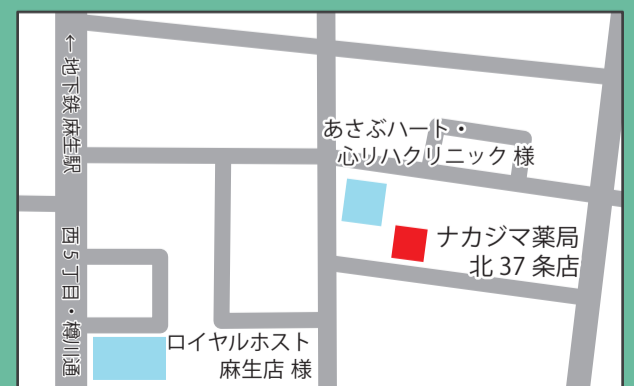 ← 地下鉄 麻生駅
西５丁目・樽川通
あさぶハート・
心リハクリニック 様
ナカジマ薬局
北 37 条店
ロイヤルホスト
麻生店 様